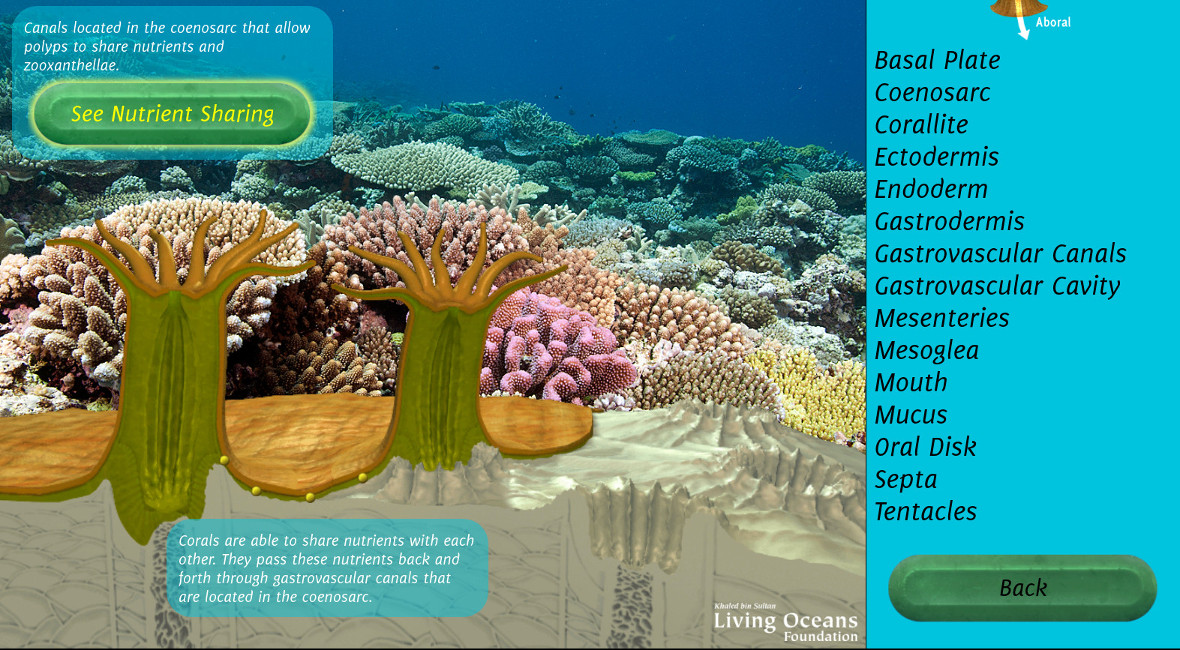 Canals located in the coenosarc that allow
polyps to share nutrients and
zooxanthellae.
See Nutrient Sharing
Corals are able to share nutrients with each
other. They pass these nutrients back and
forth through gastrovascular canals that
are located in the coenosarc.
Khaled bin Sultan
Living Oceans
Foundation
Aboral
Basal Plate
Coenosarc
Corallite
Ectodermis
Endoderm
Gastrodermis
Gastrovascular Canals
Gastrovascular Cavity
Mesenteries
Mesoglea
Mouth
Mucus
Oral Disk
Septa
Tentacles
Back